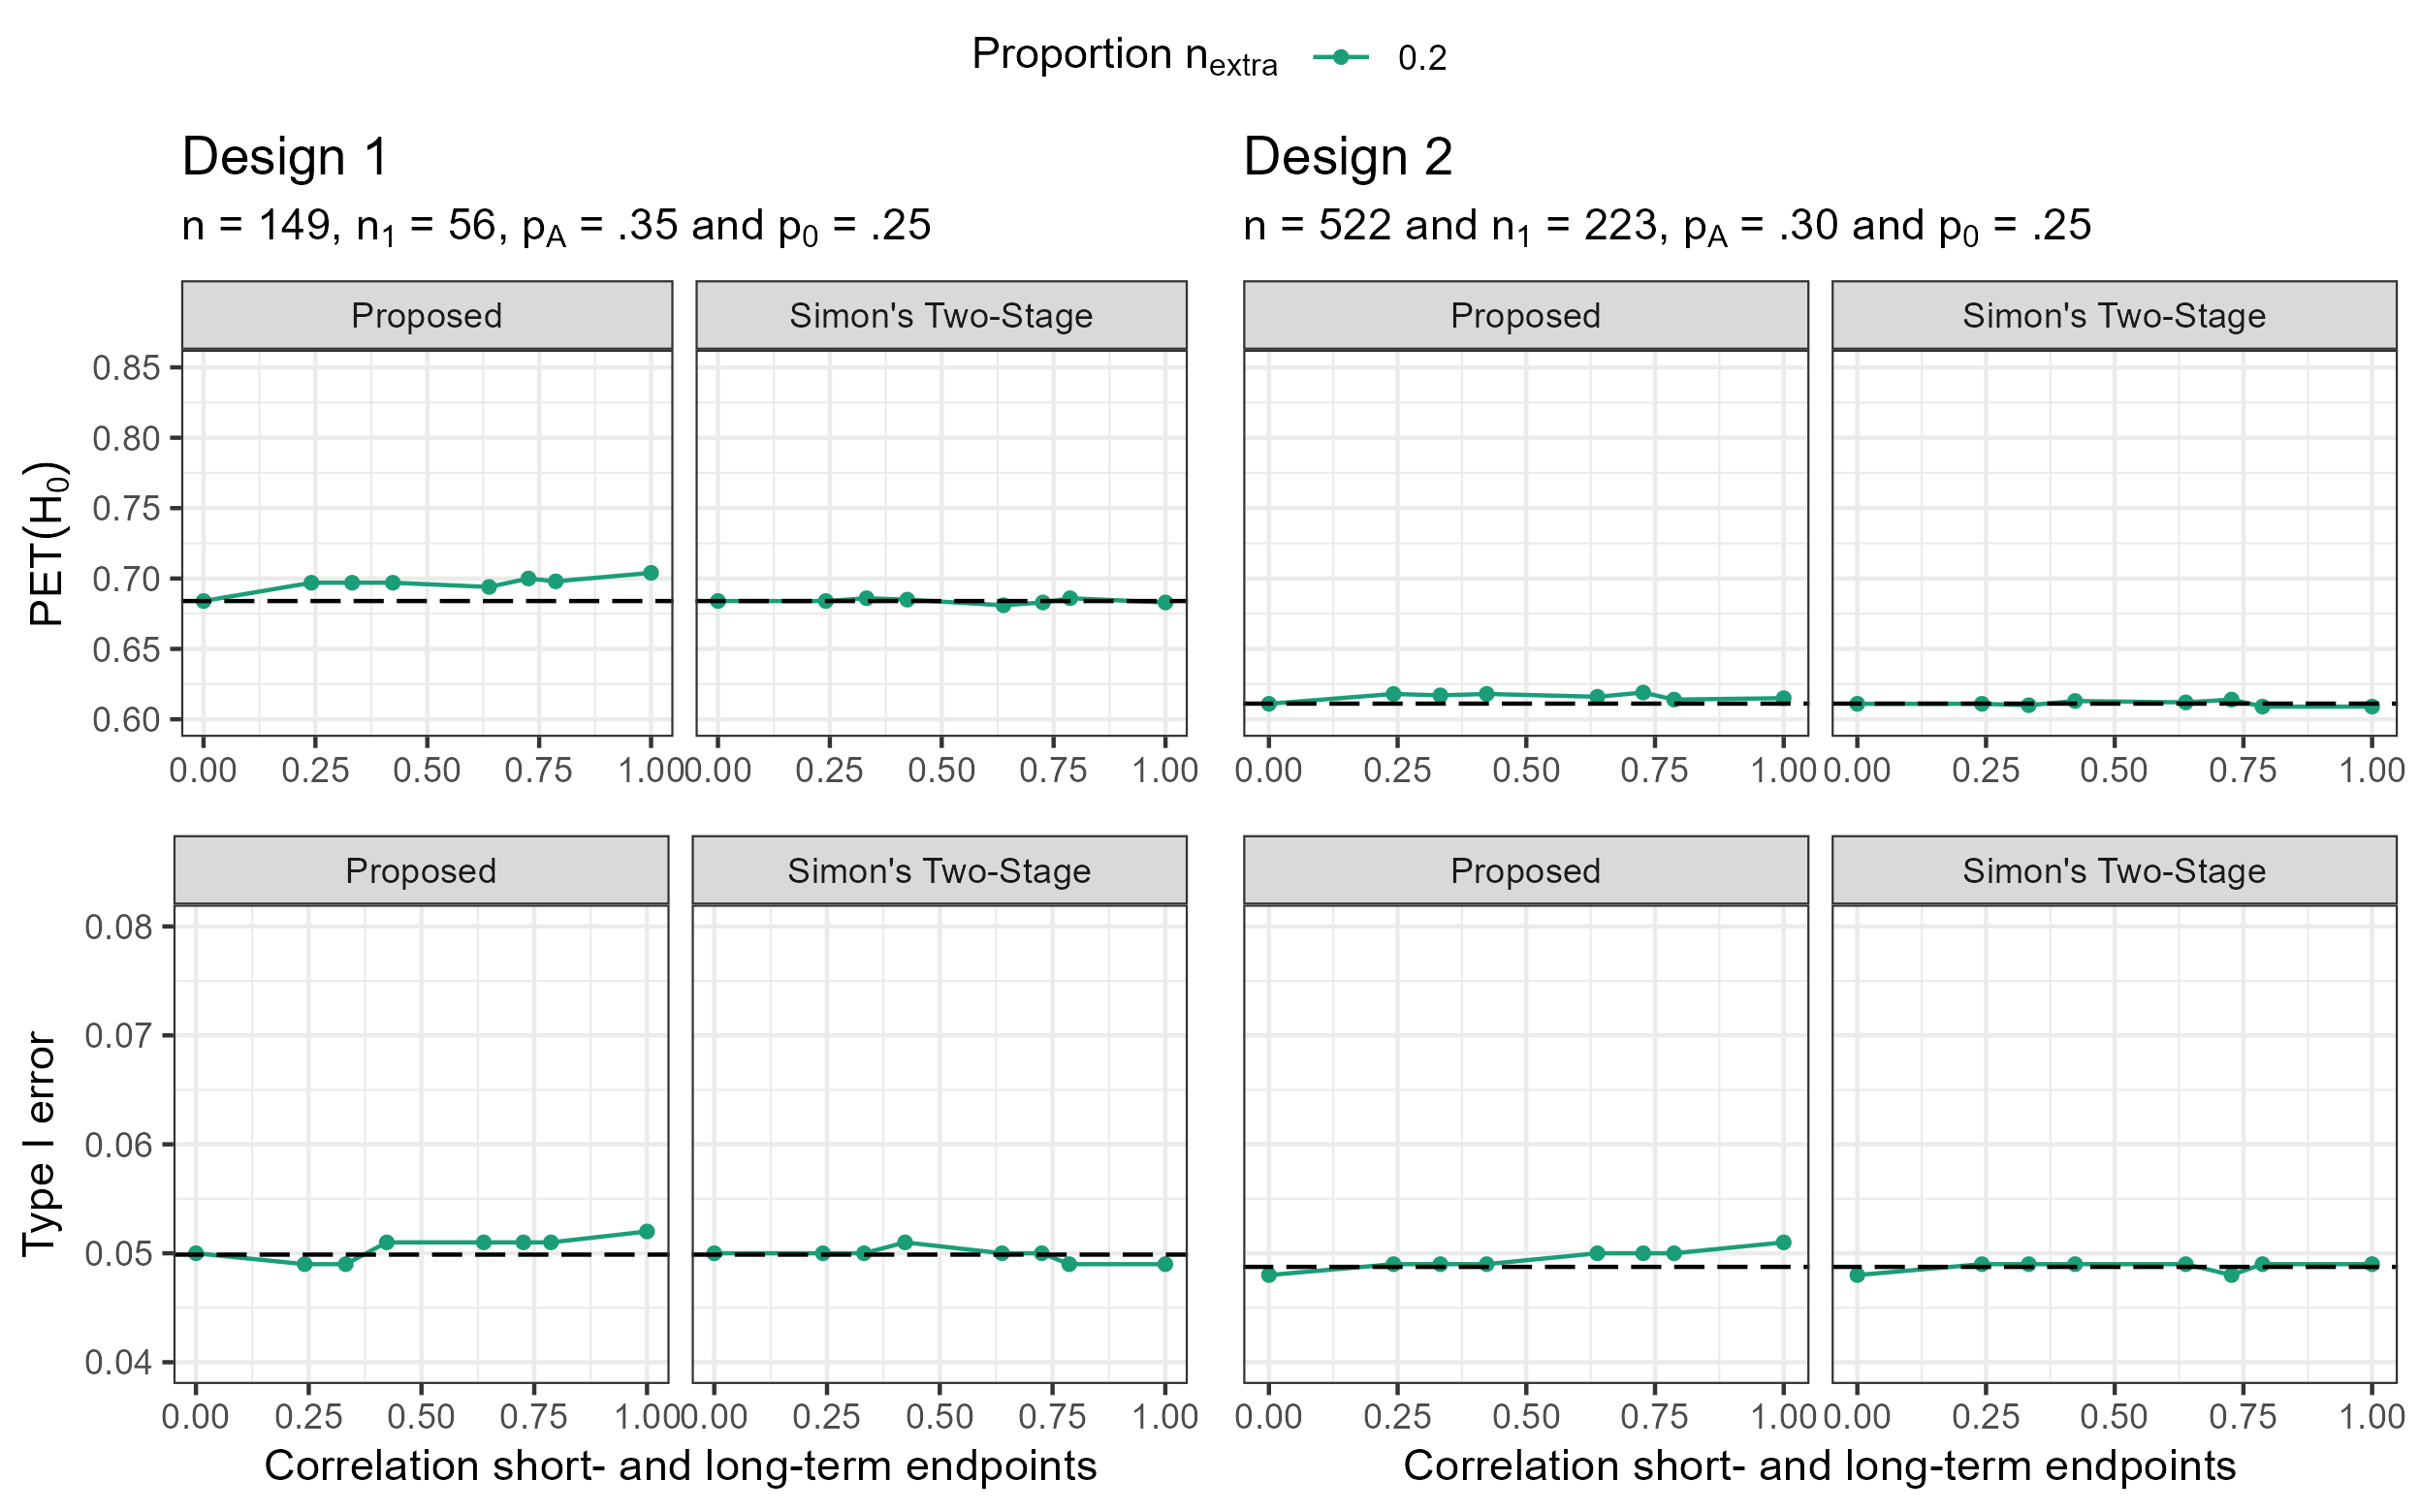 Proportion nextra 0.2
Design 1
n = 149, n1 = 56, pA = .35 and p0 = .25
Design 2
n = 522 and n1 = 223, pA = .30 and p0 = .25
Proposed
Simon's Two-Stage
Proposed
Simon's Two-Stage
PET(H0)
0.85
0.80
0.75
0.70
0.65
0.60
0.00 0.25 0.50 0.75 1.00
0.00 0.25 0.50 0.75 1.00
0.00 0.25 0.50 0.75 1.00
0.00 0.25 0.50 0.75 1.00
Proposed
Simon's Two-Stage
Proposed
Simon's Two-Stage
Type I error
0.08
0.07
0.06
0.05
0.04
0.00 0.25 0.50 0.75 1.00
0.00 0.25 0.50 0.75 1.00
0.00 0.25 0.50 0.75 1.00
0.00 0.25 0.50 0.75 1.00
Correlation short- and long-term endpoints
Correlation short- and long-term endpoints